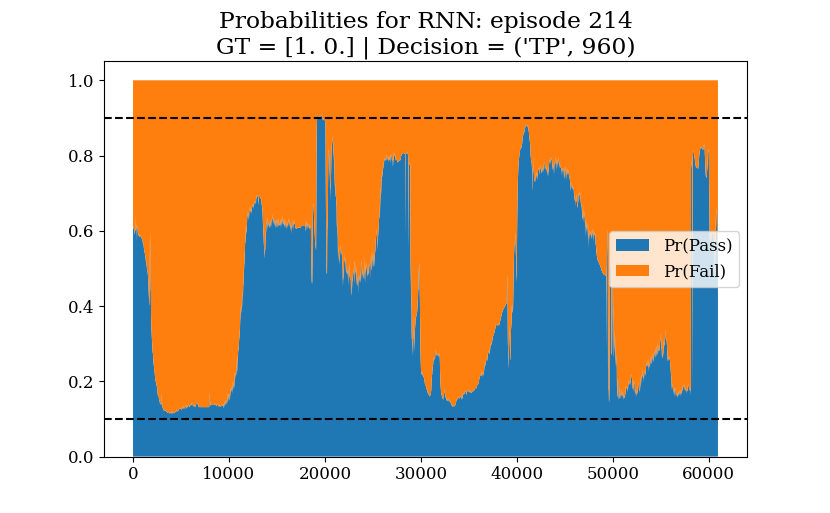 Probabilities for RNN: episode 214
GT = [1. 0.] | Decision = ('TP', 960)
1.0
0.8
0.6
0.4
0.2
0.0
Pr(Pass)
Pr(Fail)
0 10000 20000 30000 40000 50000 60000